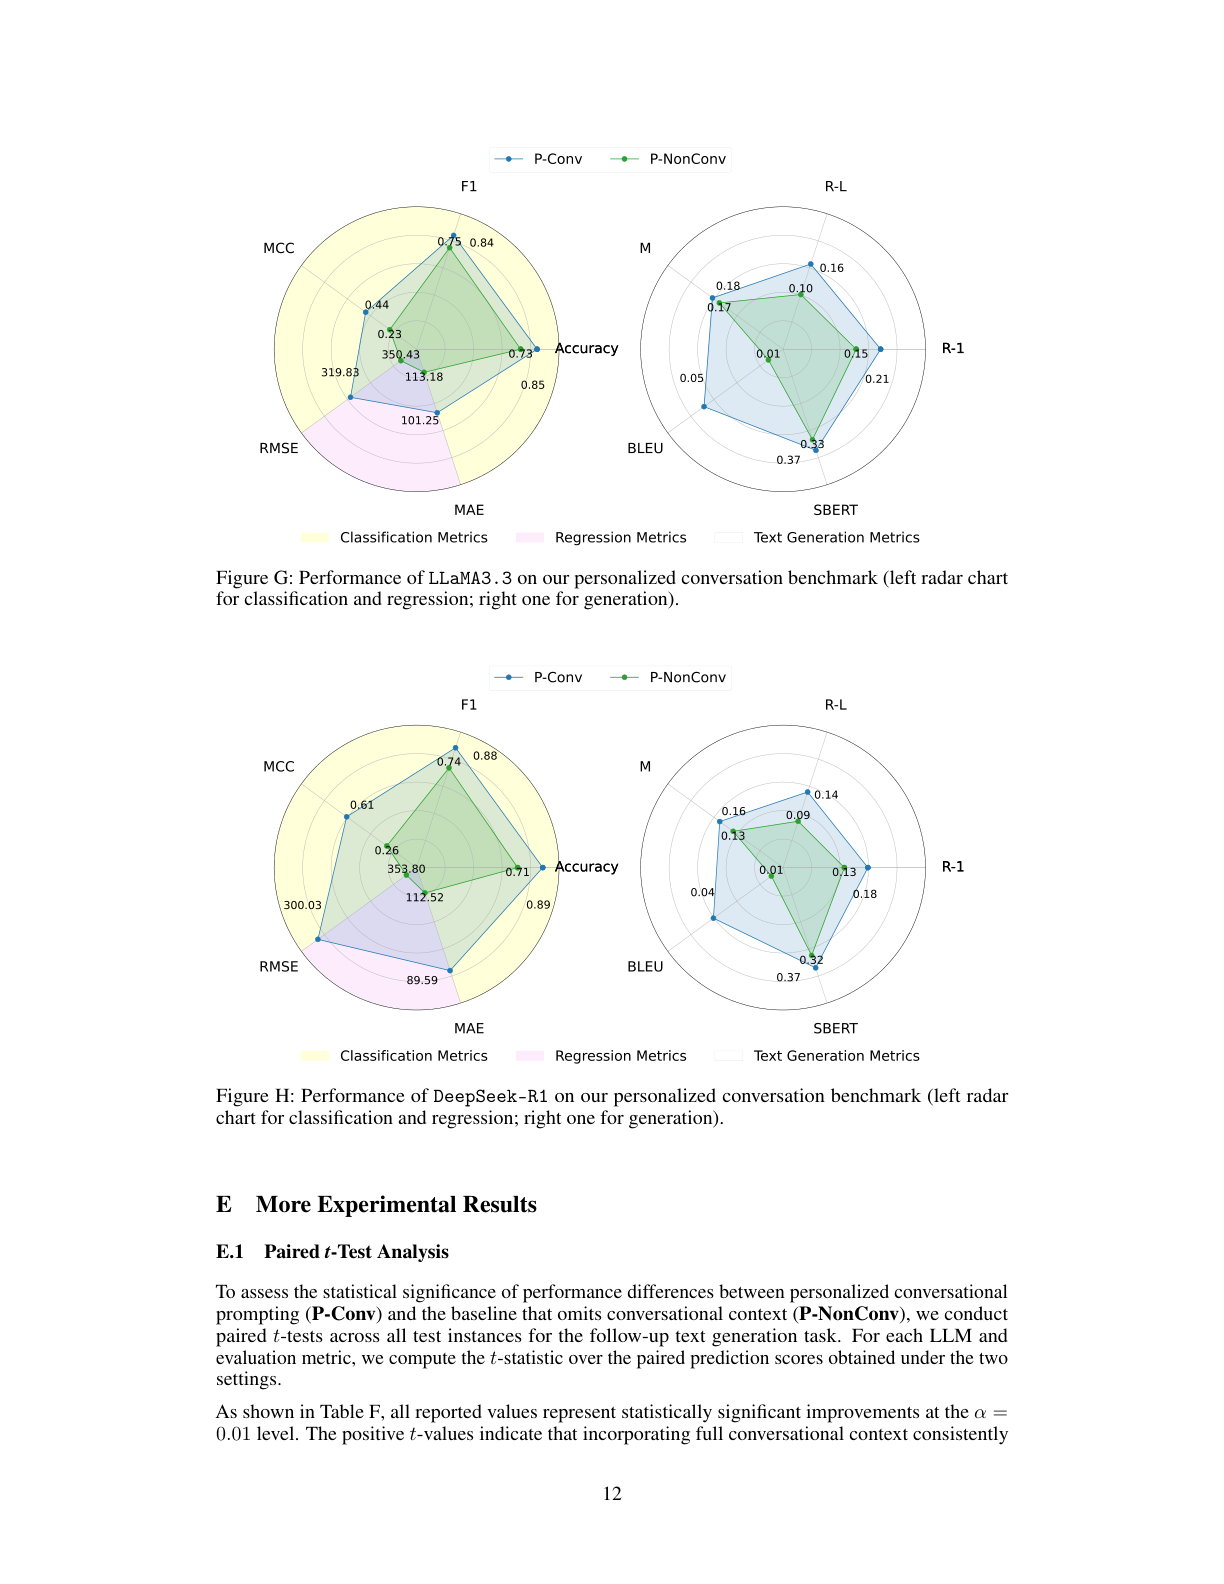 P-Conv P-NonConv
F1
MCC
0.75 0.84
0.44
0.23
350.43
0.73 Accuracy
319.83
113.18
0.85
101.25
RMSE
MAE
R-L
M
0.16
0.18
0.10
0.17
0.01
0.15
R-1
0.05
0.21
0.33
0.37
BLEU
SBERT
Classification Metrics Regression Metrics Text Generation Metrics
Figure G: Performance of LLaMA3.3 on our personalized conversation benchmark (left radar chart
for classification and regression; right one for generation).
P-Conv P-NonConv
F1
MCC
0.74 0.88
0.61
0.26
353.80
0.71 Accuracy
300.03
112.52
0.89
89.59
RMSE
MAE
R-L
M
0.14
0.16
0.09
0.13
0.01
0.13
R-1
0.04
0.18
0.32
0.37
BLEU
SBERT
Classification Metrics Regression Metrics Text Generation Metrics
Figure H: Performance of DeepSeek-R1 on our personalized conversation benchmark (left radar
chart for classification and regression; right one for generation).
E More Experimental Results
E.1 Paired t-Test Analysis
To assess the statistical significance of performance differences between personalized conversational
prompting (P-Conv) and the baseline that omits conversational context (P-NonConv), we conduct
paired t-tests across all test instances for the follow-up text generation task. For each LLM and
evaluation metric, we compute the t-statistic over the paired prediction scores obtained under the two
settings.
As shown in Table F, all reported values represent statistically significant improvements at the α =
0.01 level. The positive t-values indicate that incorporating full conversational context consistently
12